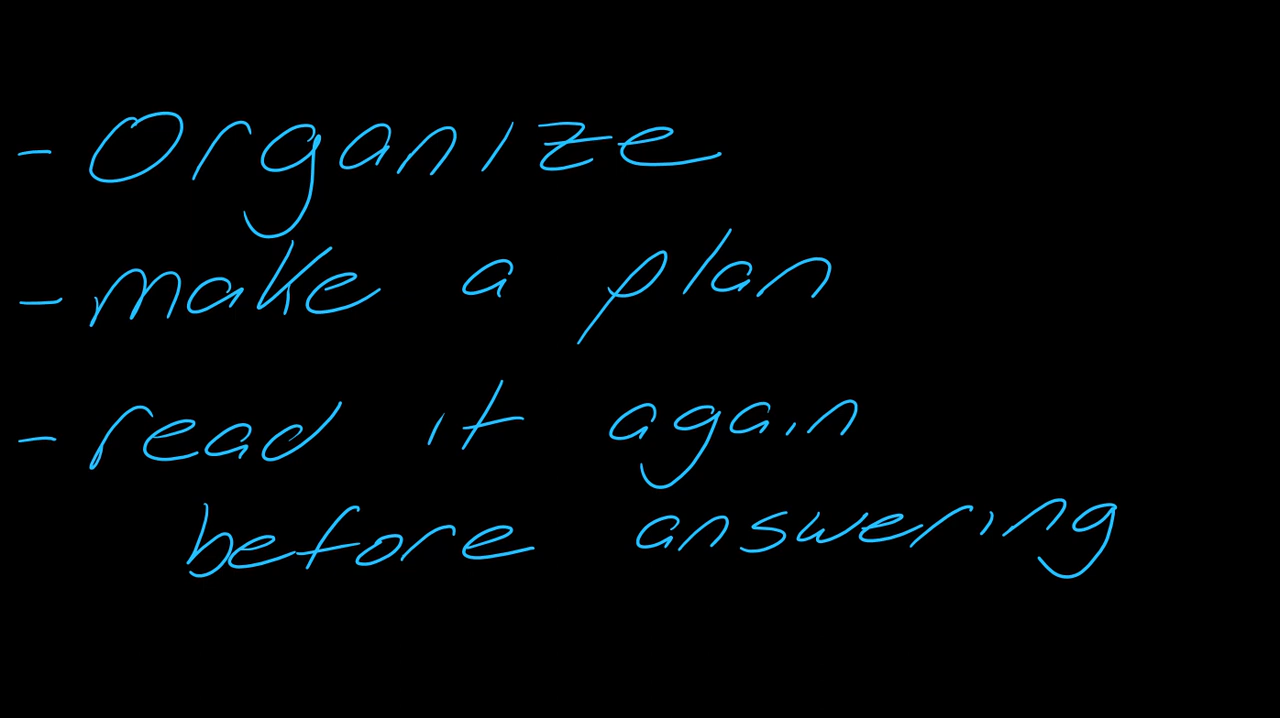 - Organize
- make a plan
- read it again
before answering